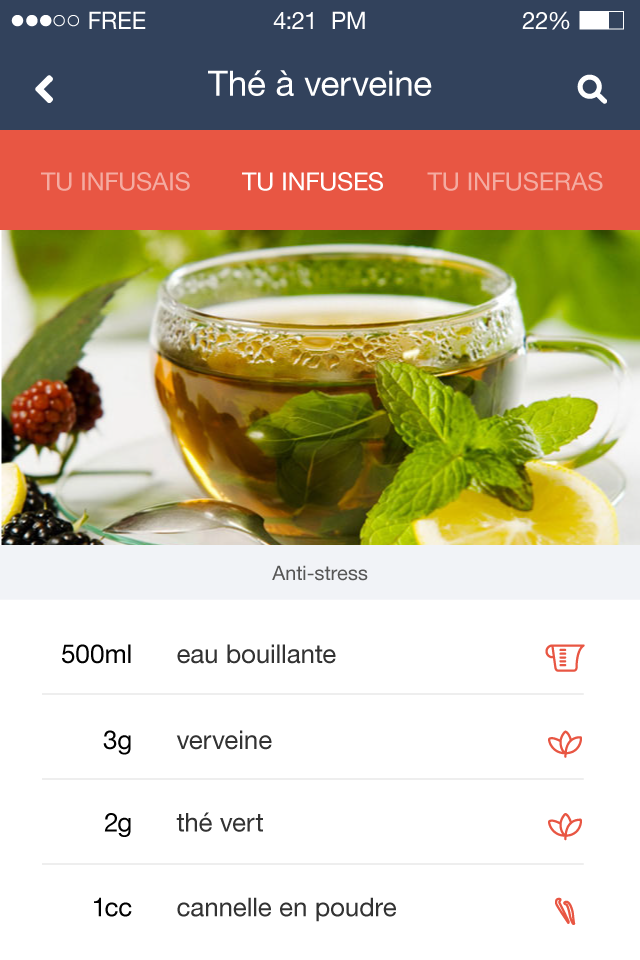 FREE 4:21 PM 22%
Thé à verveine
TU INFUSAIS TU INFUSES TU INFUSERAS
Anti-stress
500ml eau bouillante
3g verveine
2g thé vert
1cc cannelle en poudre